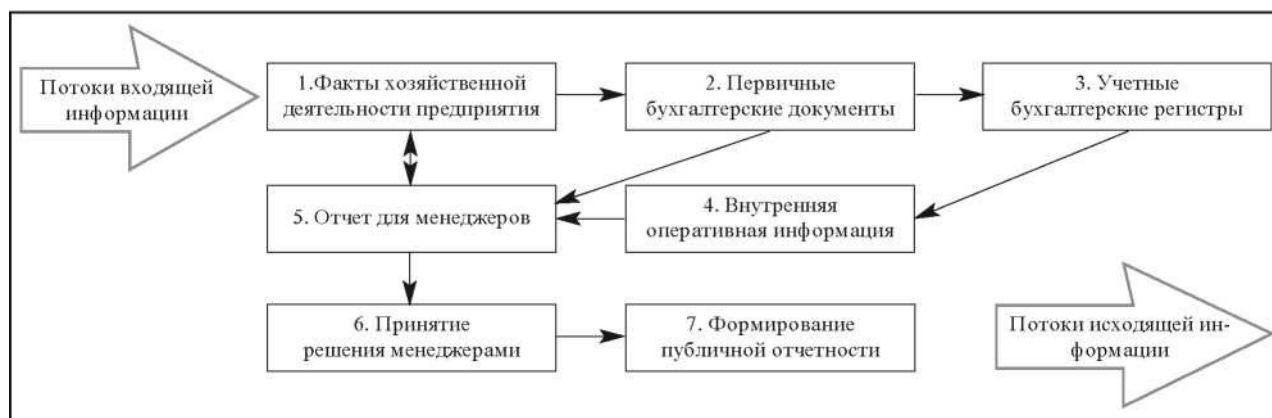 Потоки входящей
информации
1.Факты хозяйственной
деятельности предприятия
2. Первичные
бухгалтерские документы
3. Учетные
бухгалтерские регистры
5. Отчет для менеджеров
4. Внутренняя
оперативная информация
6. Принятие
решения менеджерами
7. Формирование
публичной отчетности
Потоки исходящей ин-
формации